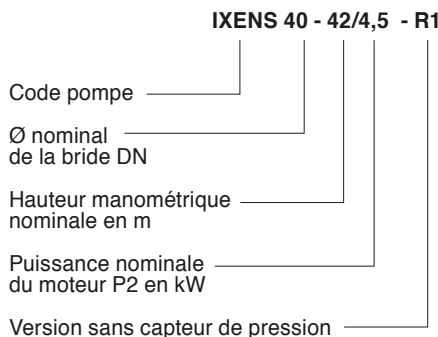 IXENS 40 - 42/4,5 - R1
Code pompe
Ø nominal
de la bride DN
Hauteur manométrique
nominale en m
Puissance nominale
du moteur P2 en kW
Version sans capteur de pression